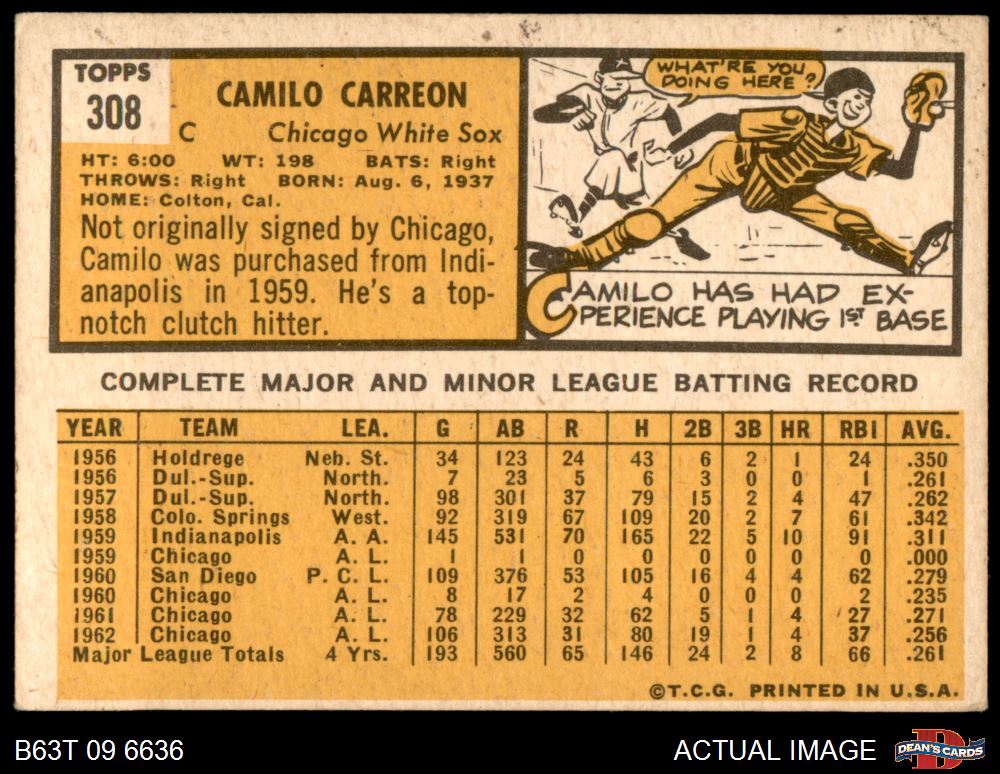 TOPPS
308
CAMILO CARREON
C Chicago White Sox
HT: 6:00 WT: 198 BATS: Right
THROWS: Right BORN: Aug. 6, 1937
HOME: Colton, Cal.
Not originally signed by Chicago,
Camilo was purchased from Indi-
anapolis in 1959. He's a top-
notch clutch hitter.
WHAT'RE YOU
DOING HERE?
CAMILO HAS HAD EX-
PERIENCE PLAYING 1ST BASE
COMPLETE MAJOR AND MINOR LEAGUE BATTING RECORD
YEAR TEAM LEA. G AB R H 2B 3B HR RBI AVG.
1956 Holdrege Neb. St. 34 123 24 43 6 2 1 24 .350
1956 Dul.-Sup. North. 7 23 5 6 3 0 0 1 .261
1957 Dul.-Sup. North. 98 301 37 79 15 2 4 47 .262
1958 Colo. Springs West. 92 319 67 109 20 2 7 61 .342
1959 Indianapolis A. A. 145 531 70 165 22 5 10 91 .311
1959 Chicago A. L. 1 1 0 0 0 0 0 0 .000
1960 San Diego P. C. L. 109 376 53 105 16 4 4 62 .279
1960 Chicago A. L. 8 17 2 4 0 0 0 2 .235
1961 Chicago A. L. 78 229 32 62 5 1 4 27 .271
1962 Chicago A. L. 106 313 31 80 19 1 4 37 .256
Major League Totals 4 Yrs. 193 560 65 146 24 2 8 66 .261
©T.C.G. PRINTED IN U.S.A.
B63T 09 6636
ACTUAL IMAGE
D
DEAN'S CARDS